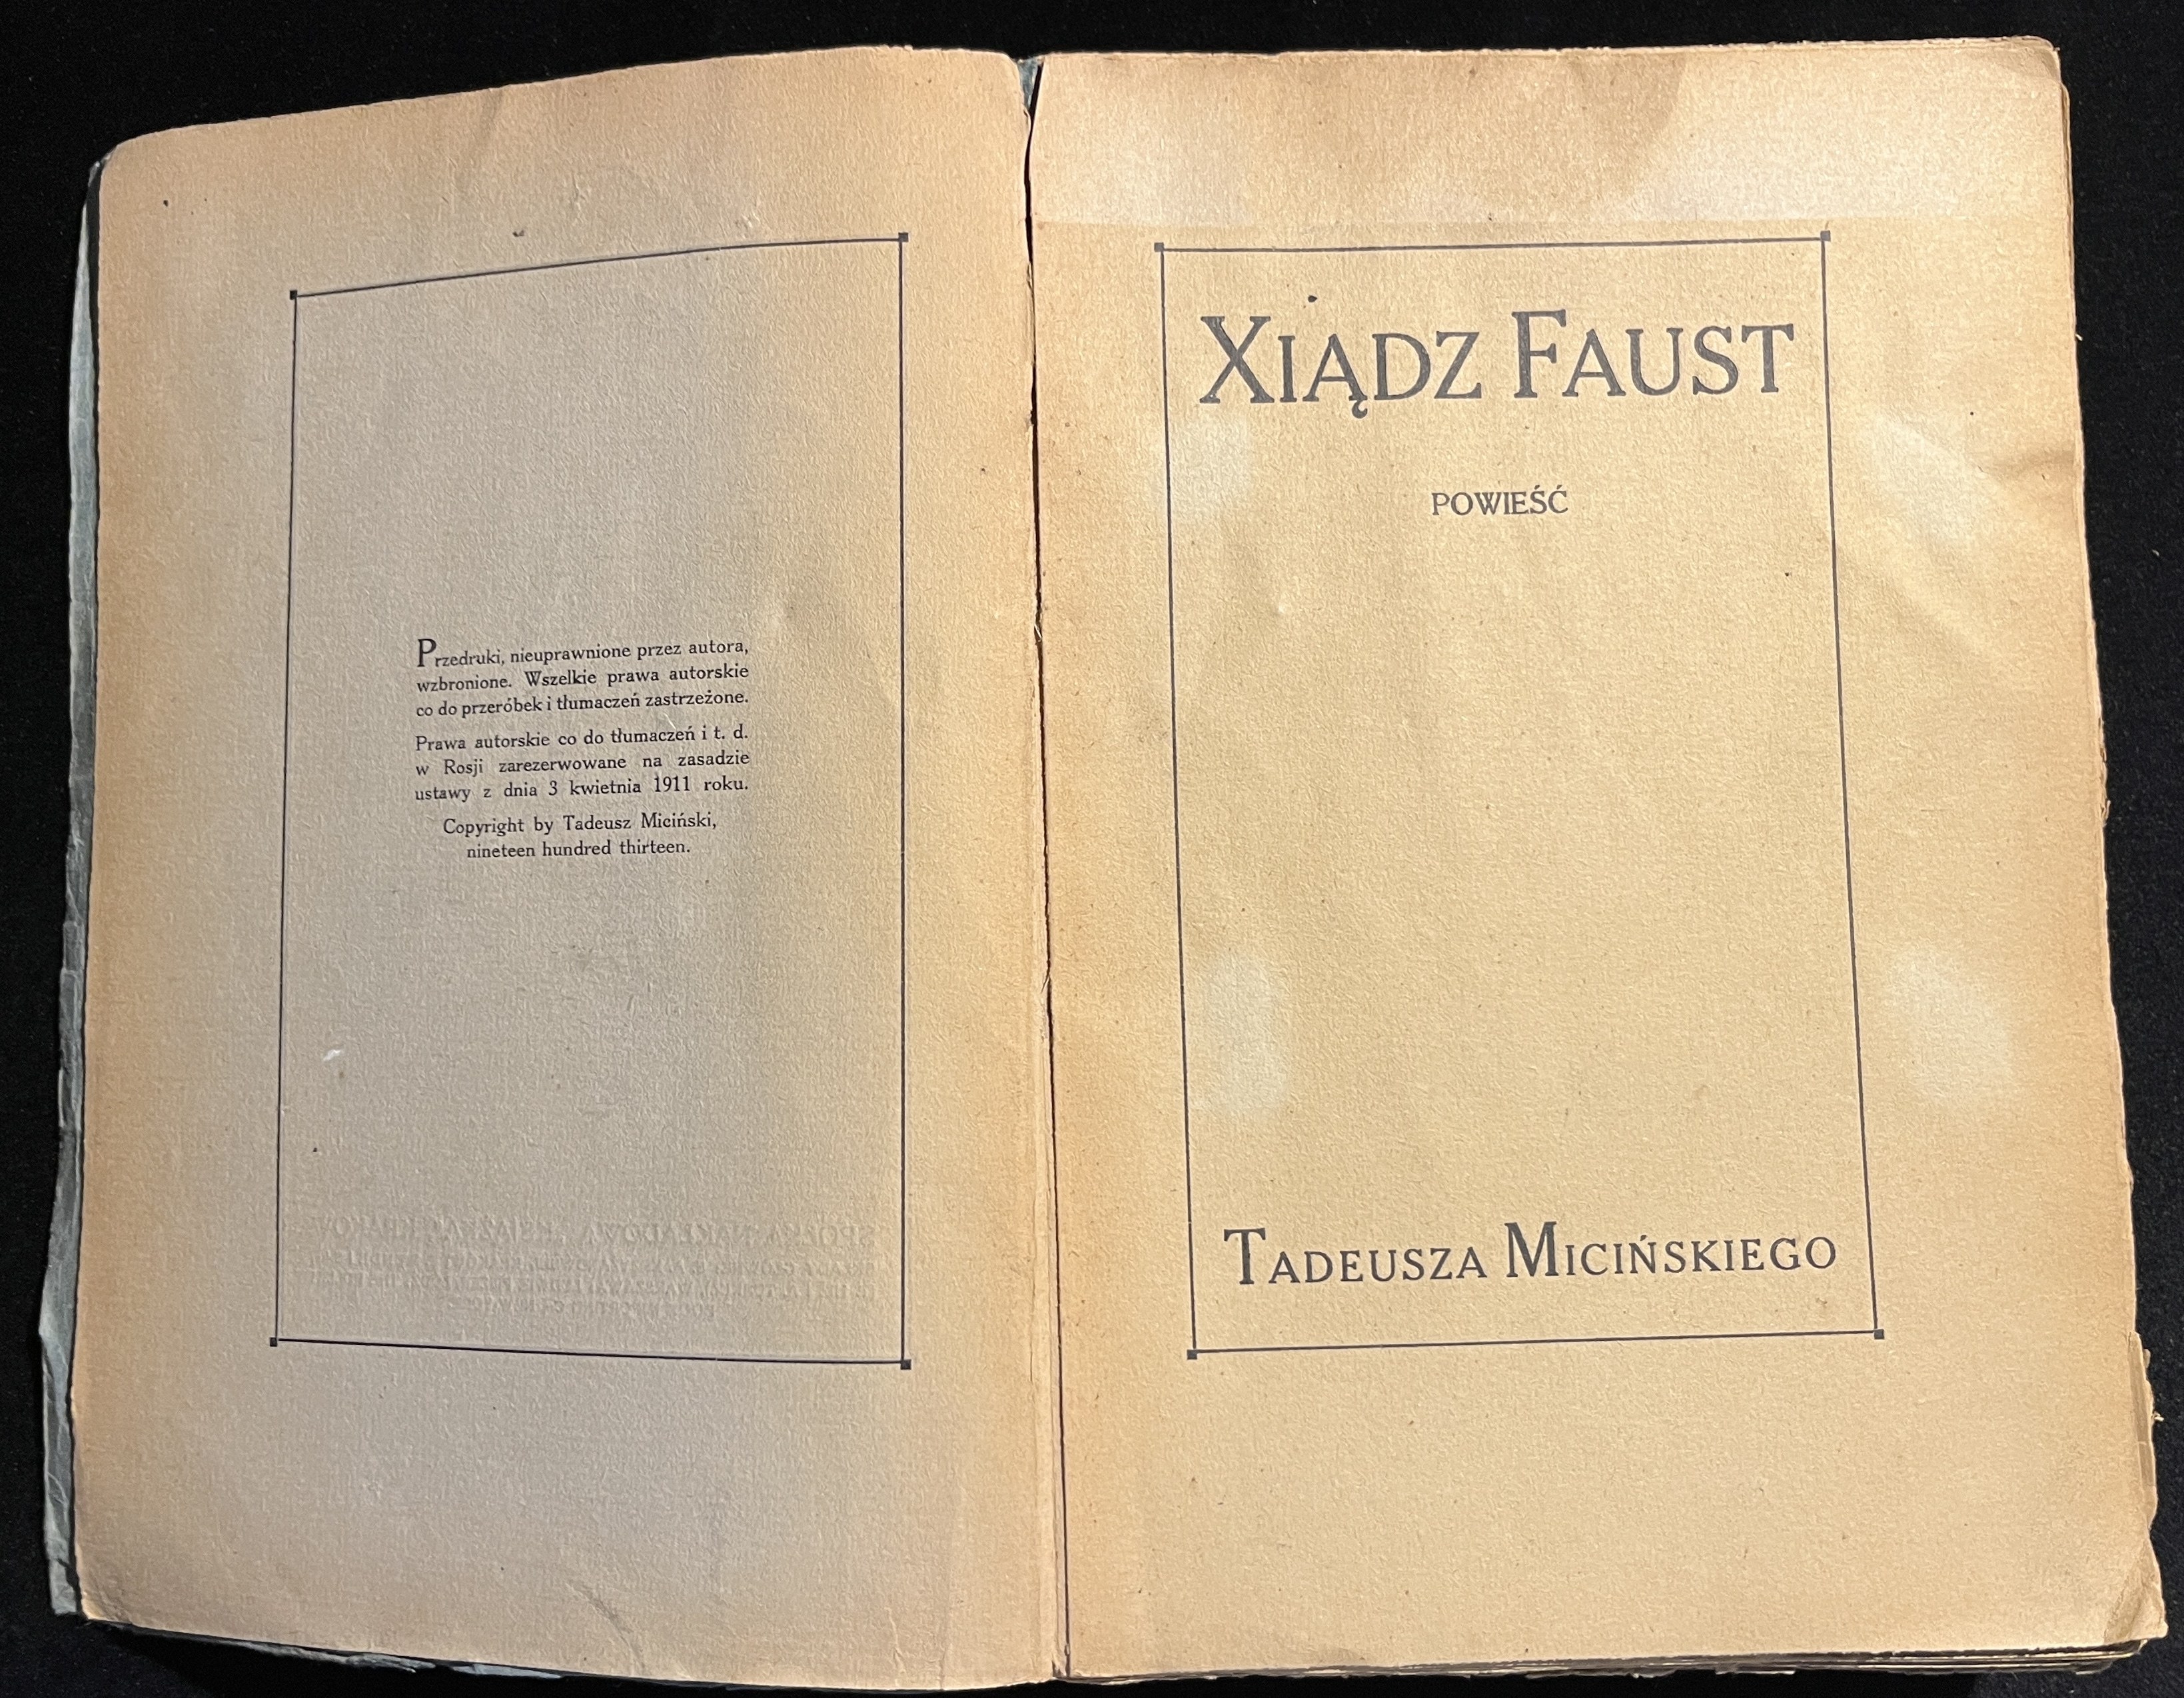 Przedruki, nieuprawnione przez autora,
wzbronione. Wszelkie prawa autorskie
co do przeróbek i tłumaczeń zastrzeżone.
Prawa autorskie co do tłumaczeń i t. d.
w Rosji zarezerwowane na zasadzie
ustawy z dnia 3 kwietnia 1911 roku.
Copyright by Tadeusz Miciński,
nineteen hundred thirteen.
XIĄDZ FAUST
POWIEŚĆ
TADEUSZA MICIŃSKIEGO